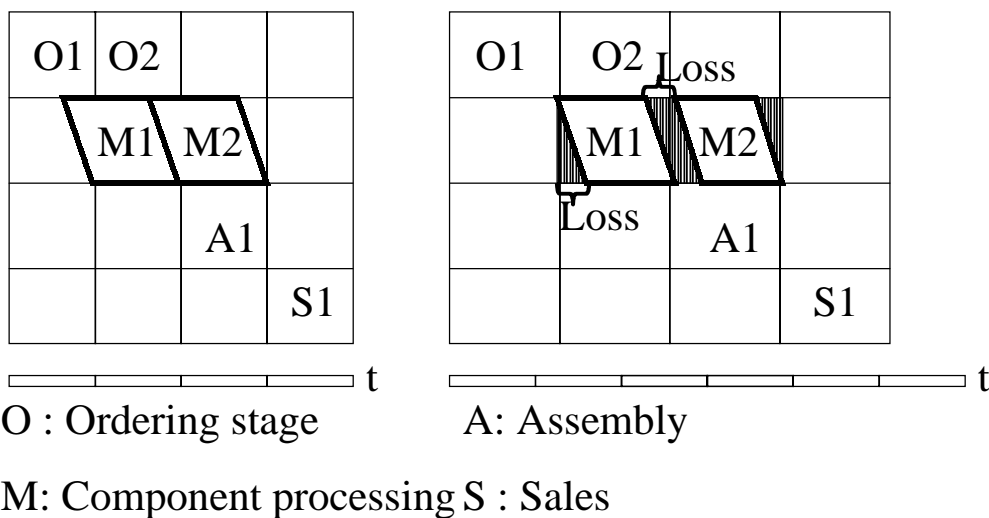 O1 O2 O1 O2 Loss
M1 M2 M1 M2
Loss
A1 A1
S1 S1
t t
O : Ordering stage A: Assembly
M: Component processing S : Sales